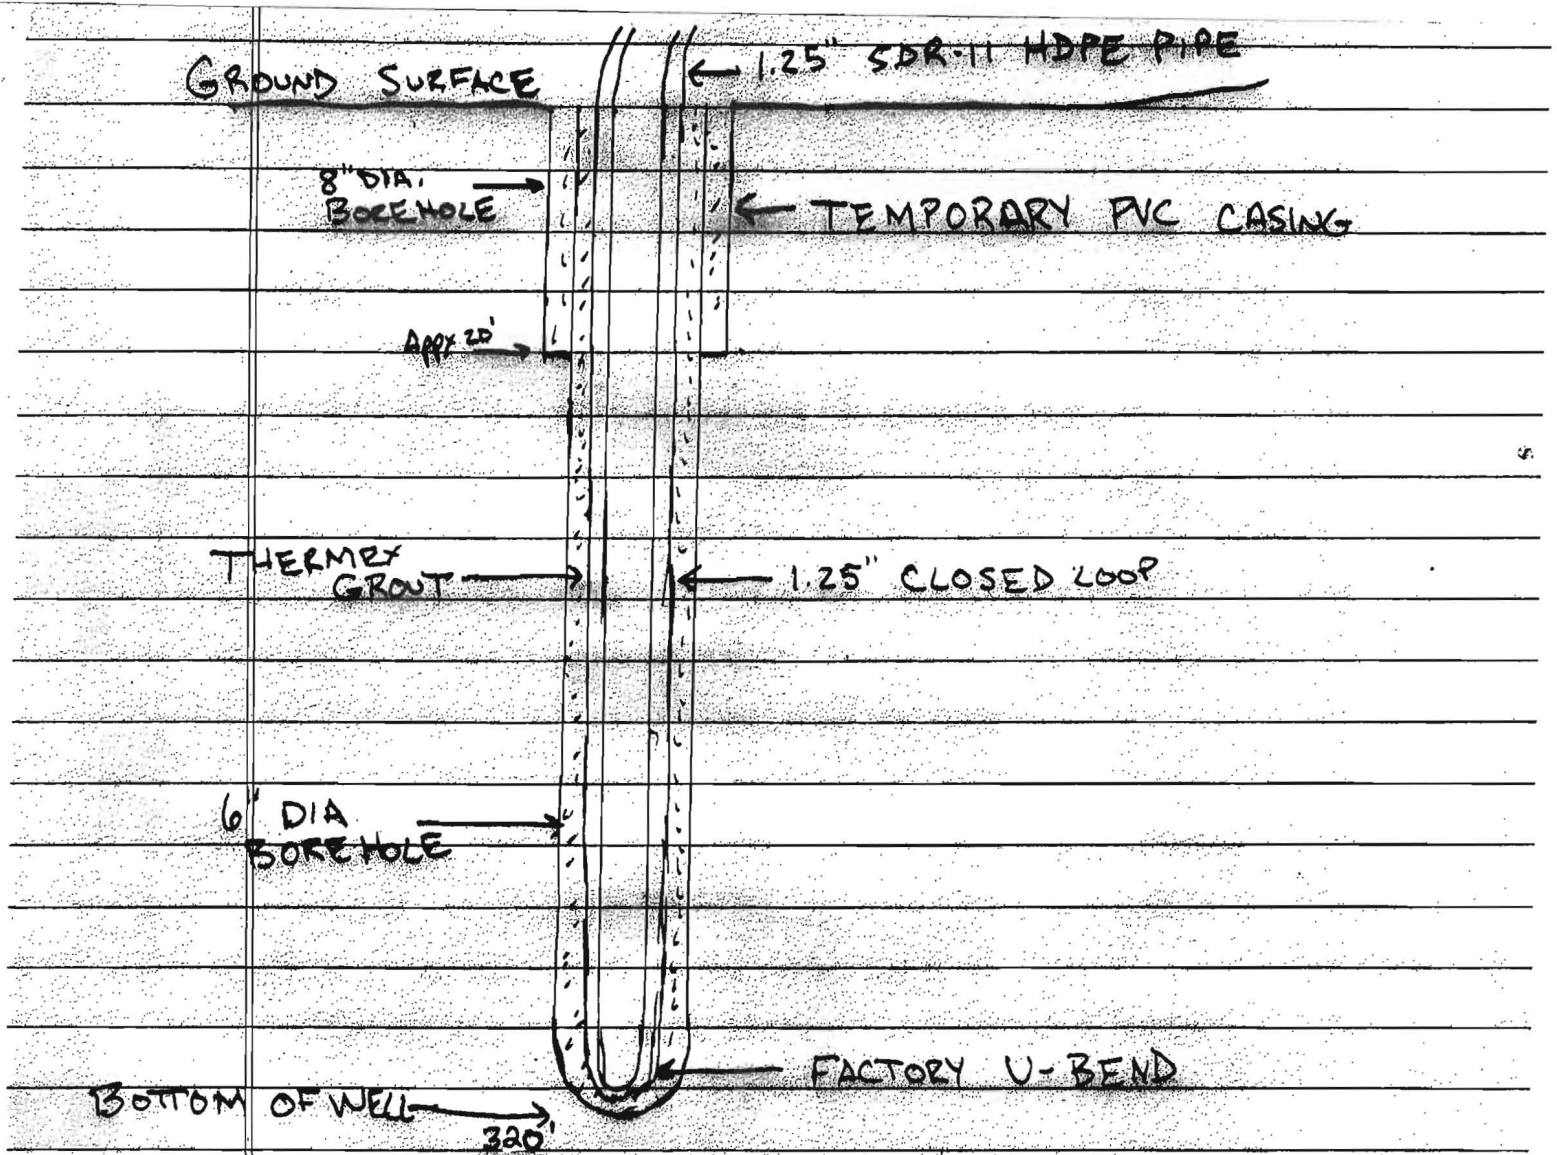 1.25" SDR-11 HDPE PIPE
GROUND SURFACE
8" DIA.
BOREHOLE
TEMPORARY PVC CASING
Appx 20'
THERMEX
GROUT
1.25" CLOSED LOOP
6" DIA
BOREHOLE
FACTORY U-BEND
BOTTOM OF WELL
320'